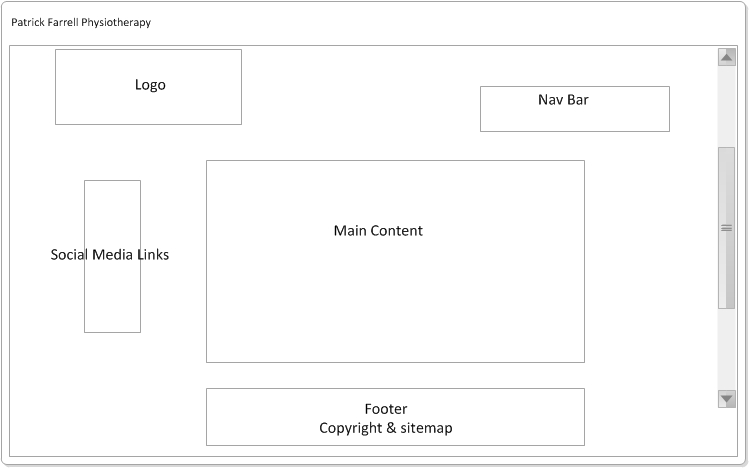 Patrick Farrell Physiotherapy
Logo
Nav Bar
Main Content
Social Media Links
Footer
Copyright & sitemap